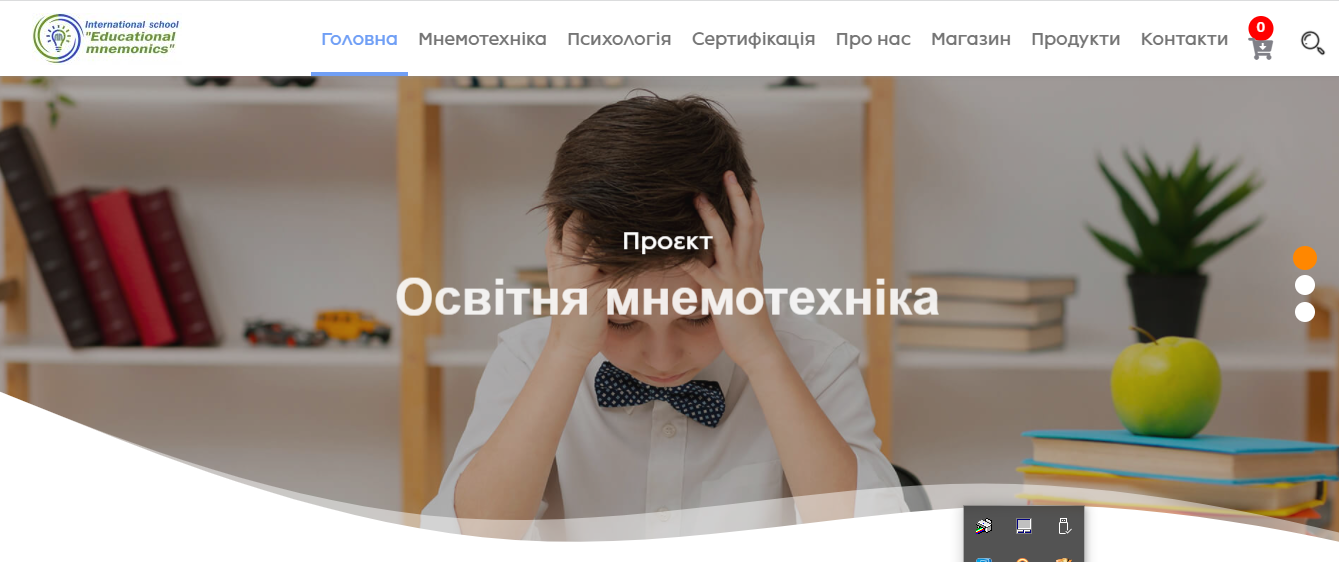 International school
"Educational
mnemonics"
Головна Мнемотехніка Психологія Сертифікація Про нас Магазин Продукти Контакти 0
Проєкт
Освітня мнемотехніка